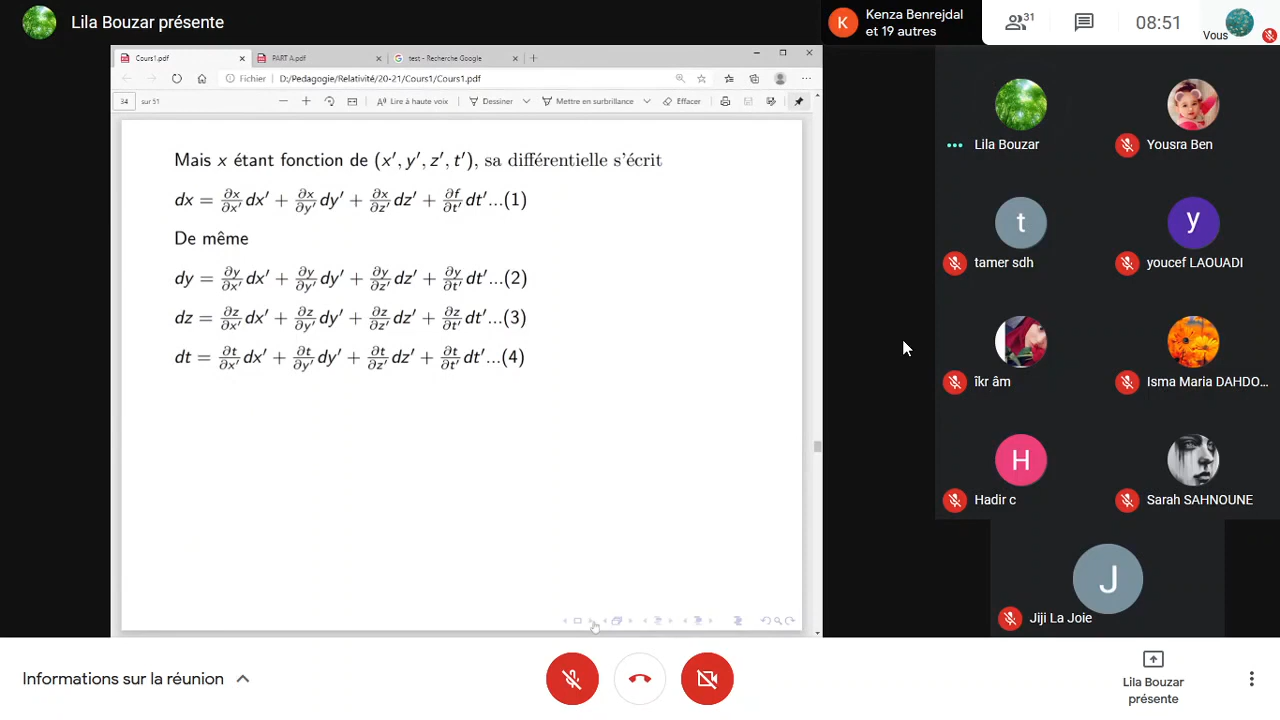 Lila Bouzar présente
Kenza Benrejdal
et 19 autres
31
08:51
Vous
Cours1.pdf
PART A.pdf
test - Recherche Google
Fichier
D:/Pedagogie/Relativité/20-21/Cours1/Cours1.pdf
34 sur 51
Lire à haute voix
Dessiner
Mettre en surbrillance
Effacer
Mais x étant fonction de (x′, y′, z′, t′), sa différentielle s'écrit
dx = ∂x/∂x′ dx′ + ∂x/∂y′ dy′ + ∂x/∂z′ dz′ + ∂f/∂t′ dt′...(1)
De même
dy = ∂y/∂x′ dx′ + ∂y/∂y′ dy′ + ∂y/∂z′ dz′ + ∂y/∂t′ dt′...(2)
dz = ∂z/∂x′ dx′ + ∂z/∂y′ dy′ + ∂z/∂z′ dz′ + ∂z/∂t′ dt′...(3)
dt = ∂t/∂x′ dx′ + ∂t/∂y′ dy′ + ∂t/∂z′ dz′ + ∂t/∂t′ dt′...(4)
K
Lila Bouzar
Yousra Ben
t
y
tamer sdh
youcef LAOUADI
îkr âm
Isma Maria DAHDO...
H
Hadir c
Sarah SAHNOUNE
J
Jiji La Joie
Informations sur la réunion
Lila Bouzar
présente